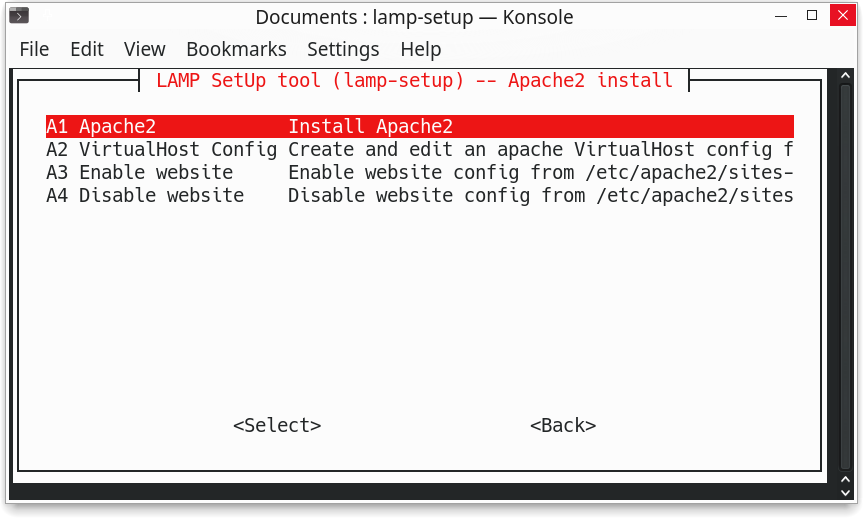 Documents : lamp-setup — Konsole
File Edit View Bookmarks Settings Help
LAMP SetUp tool (lamp-setup) -- Apache2 install
A1 Apache2 Install Apache2
A2 VirtualHost Config Create and edit an apache VirtualHost config f
A3 Enable website Enable website config from /etc/apache2/sites-
A4 Disable website Disable website config from /etc/apache2/sites
<Select> <Back>